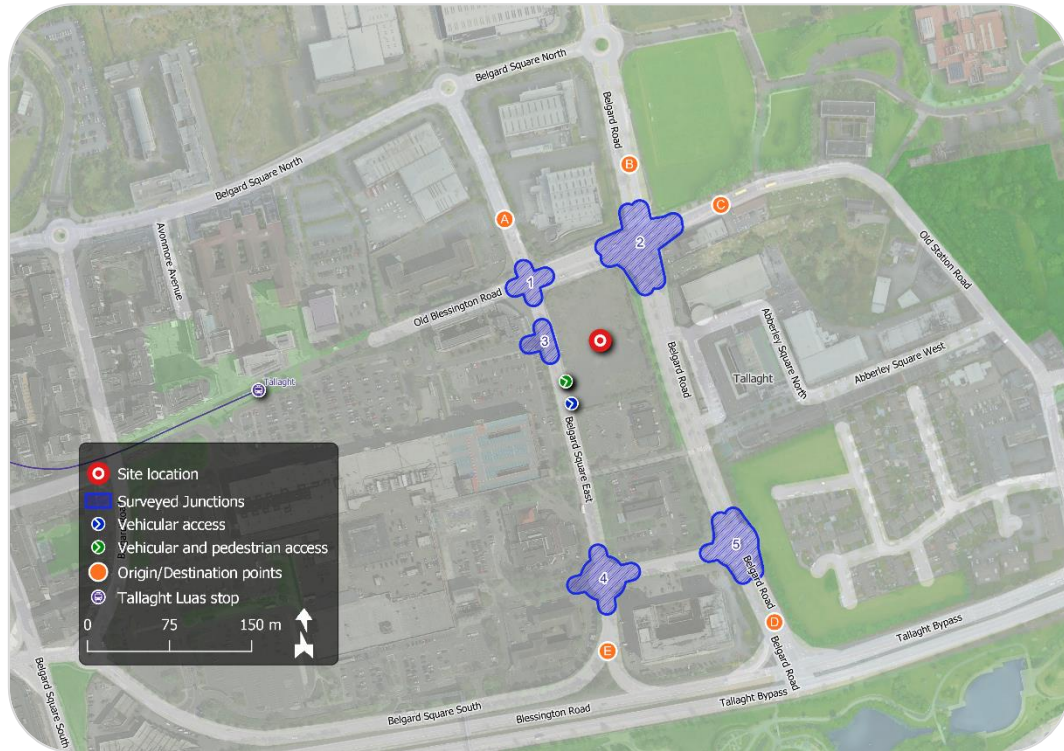 Belgard Square North
Belgard Road
B
Belgard Square North
C
A
Avonmore Avenue
2
Old Station Road
1
Old Blessington Road
3
Abberley Square North
Belgard Road
Tallaght
Abberley Square West
Tallaght
Belgard Square East
Site location
Surveyed Junctions
Vehicular access
Vehicular and pedestrian access
Origin/Destination points
Tallaght Luas stop
0 75 150 m
5
4
Belgard Road
D
Tallaght Bypass
E
Belgard Road
Belgard Square South
Belgard Square South
Blessington Road
Tallaght Bypass